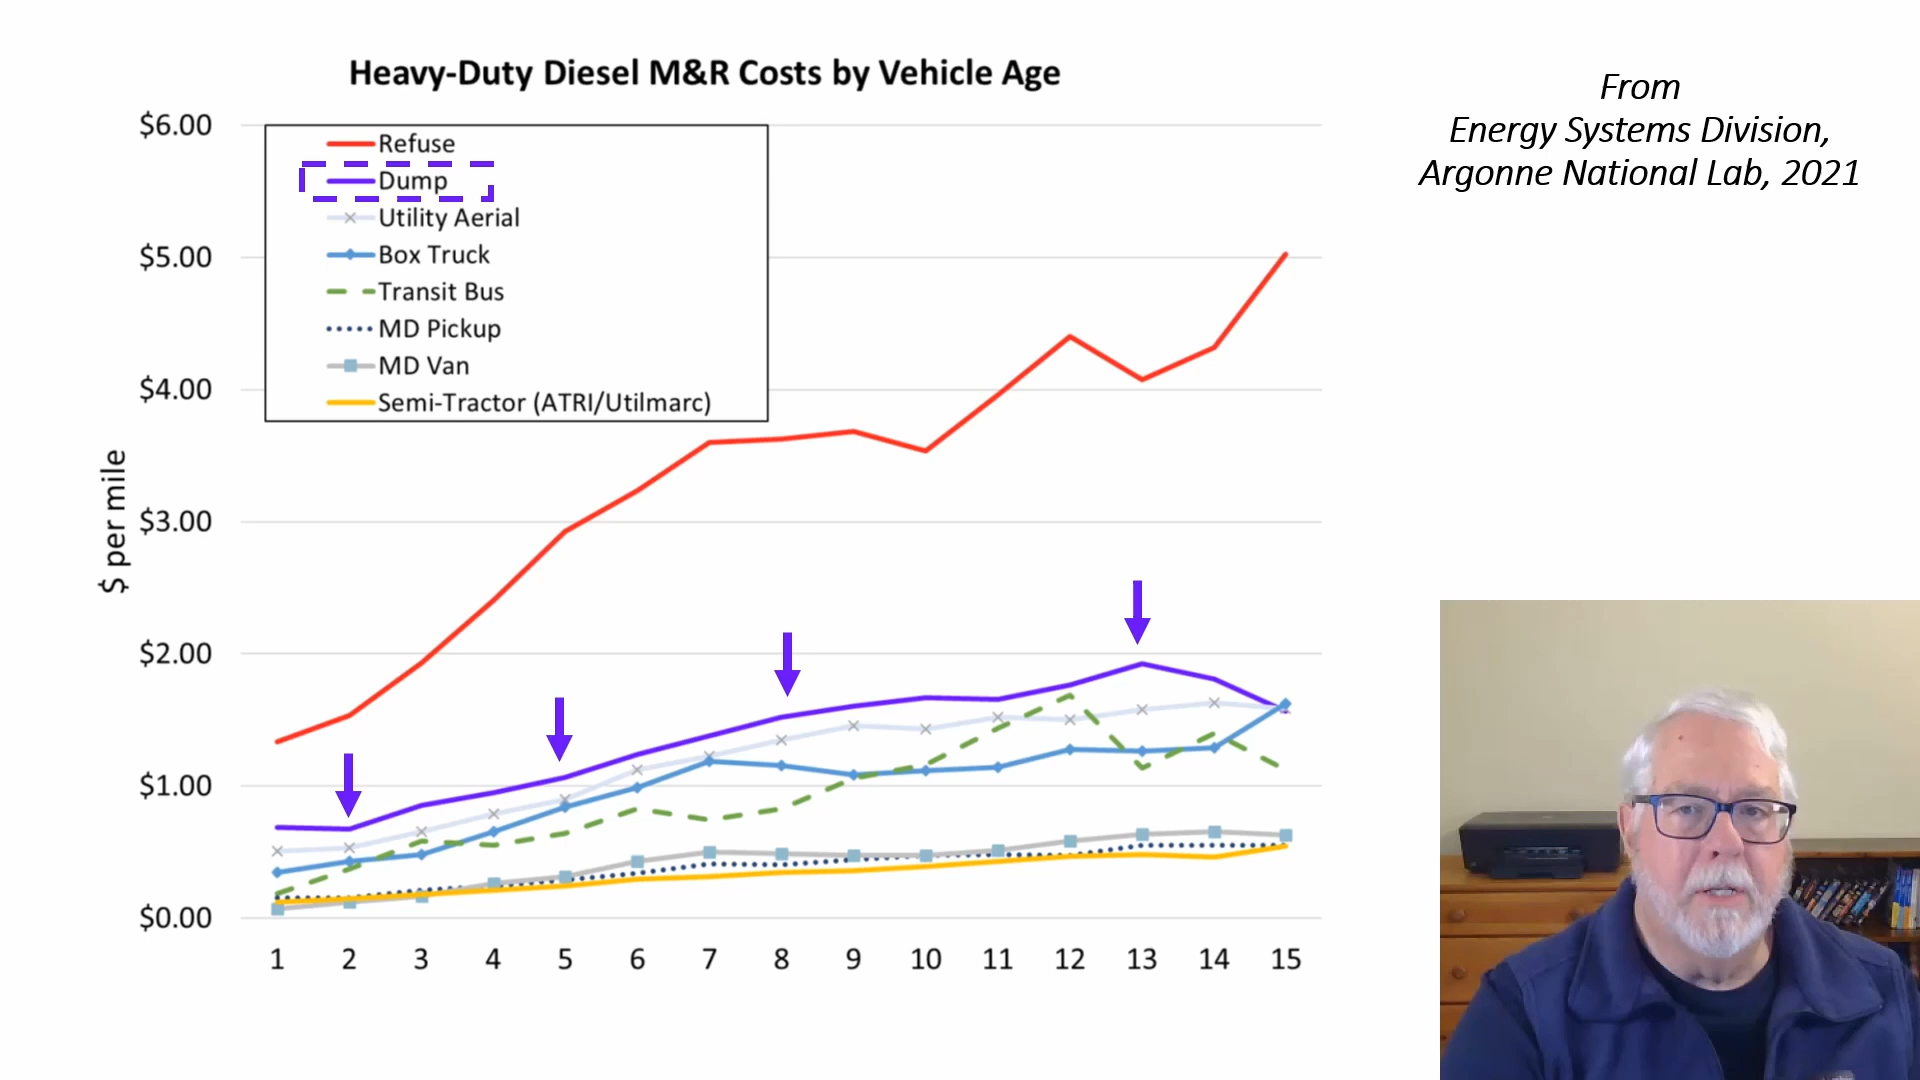 Heavy-Duty Diesel M&R Costs by Vehicle Age
From
Energy Systems Division,
Argonne National Lab, 2021
$6.00
$5.00
$4.00
$3.00
$2.00
$1.00
$0.00
$ per mile
Refuse
Dump
Utility Aerial
Box Truck
Transit Bus
MD Pickup
MD Van
Semi-Tractor (ATRI/Utilmarc)
1 2 3 4 5 6 7 8 9 10 11 12 13 14 15